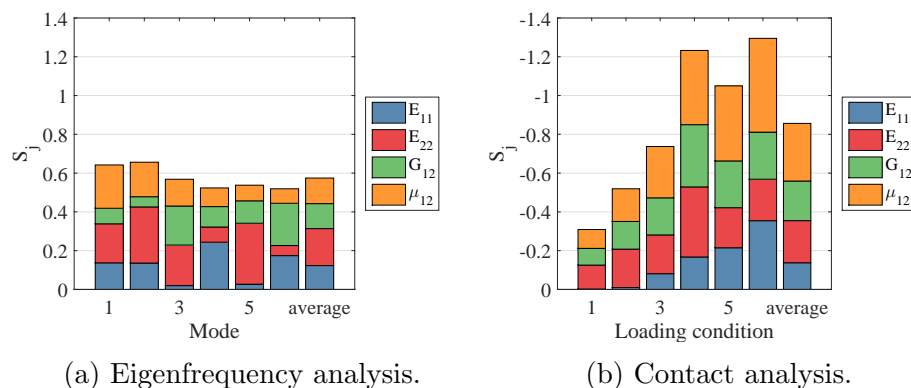 1.4
1.2
1
0.8
0.6
0.4
0.2
0
S_j
1 3 5 average
Mode
E_11
E_22
G_12
μ_12
(a) Eigenfrequency analysis.
-1.4
-1.2
-1
-0.8
-0.6
-0.4
-0.2
0
S_j
1 3 5 average
Loading condition
E_11
E_22
G_12
μ_12
(b) Contact analysis.